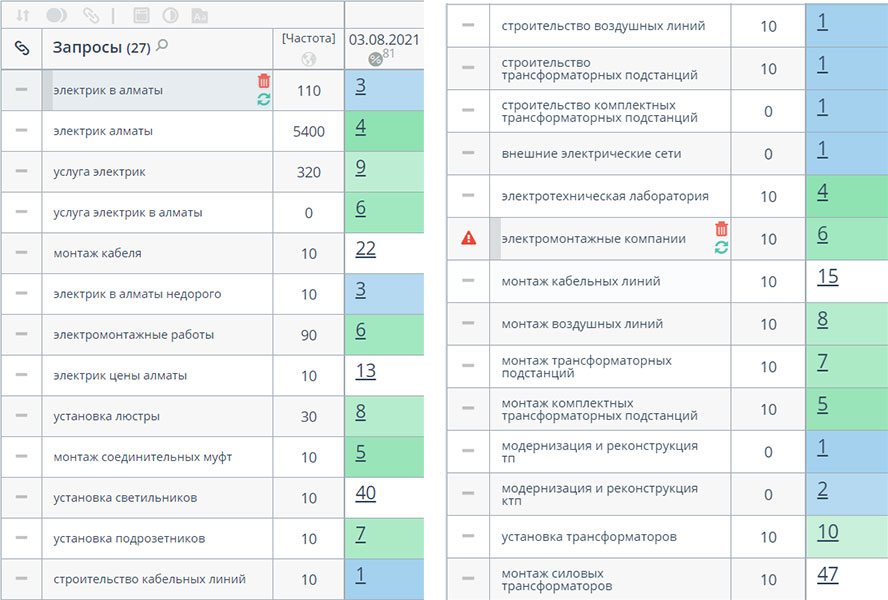 Запросы (27)
[Частота]
03.08.2021
%
81
электрик в алматы 110 3
электрик алматы 5400 4
услуга электрик 320 9
услуга электрик в алматы 0 6
монтаж кабеля 10 22
электрик в алматы недорого 10 3
электромонтажные работы 90 6
электрик цены алматы 10 13
установка люстры 30 8
монтаж соединительных муфт 10 5
установка светильников 10 40
установка подрозетников 10 7
строительство кабельных линий 10 1
строительство воздушных линий 10 1
строительство
трансформаторных подстанций 10 1
строительство комплектных
трансформаторных подстанций 0 1
внешние электрические сети 0 1
электротехническая лаборатория 10 4
электромонтажные компании 10 6
монтаж кабельных линий 10 15
монтаж воздушных линий 10 8
монтаж трансформаторных
подстанций 10 7
монтаж комплектных
трансформаторных подстанций 10 5
модернизация и реконструкция
тп 0 1
модернизация и реконструкция
ктп 0 2
установка трансформаторов 10 10
монтаж силовых
трансформаторов 10 47